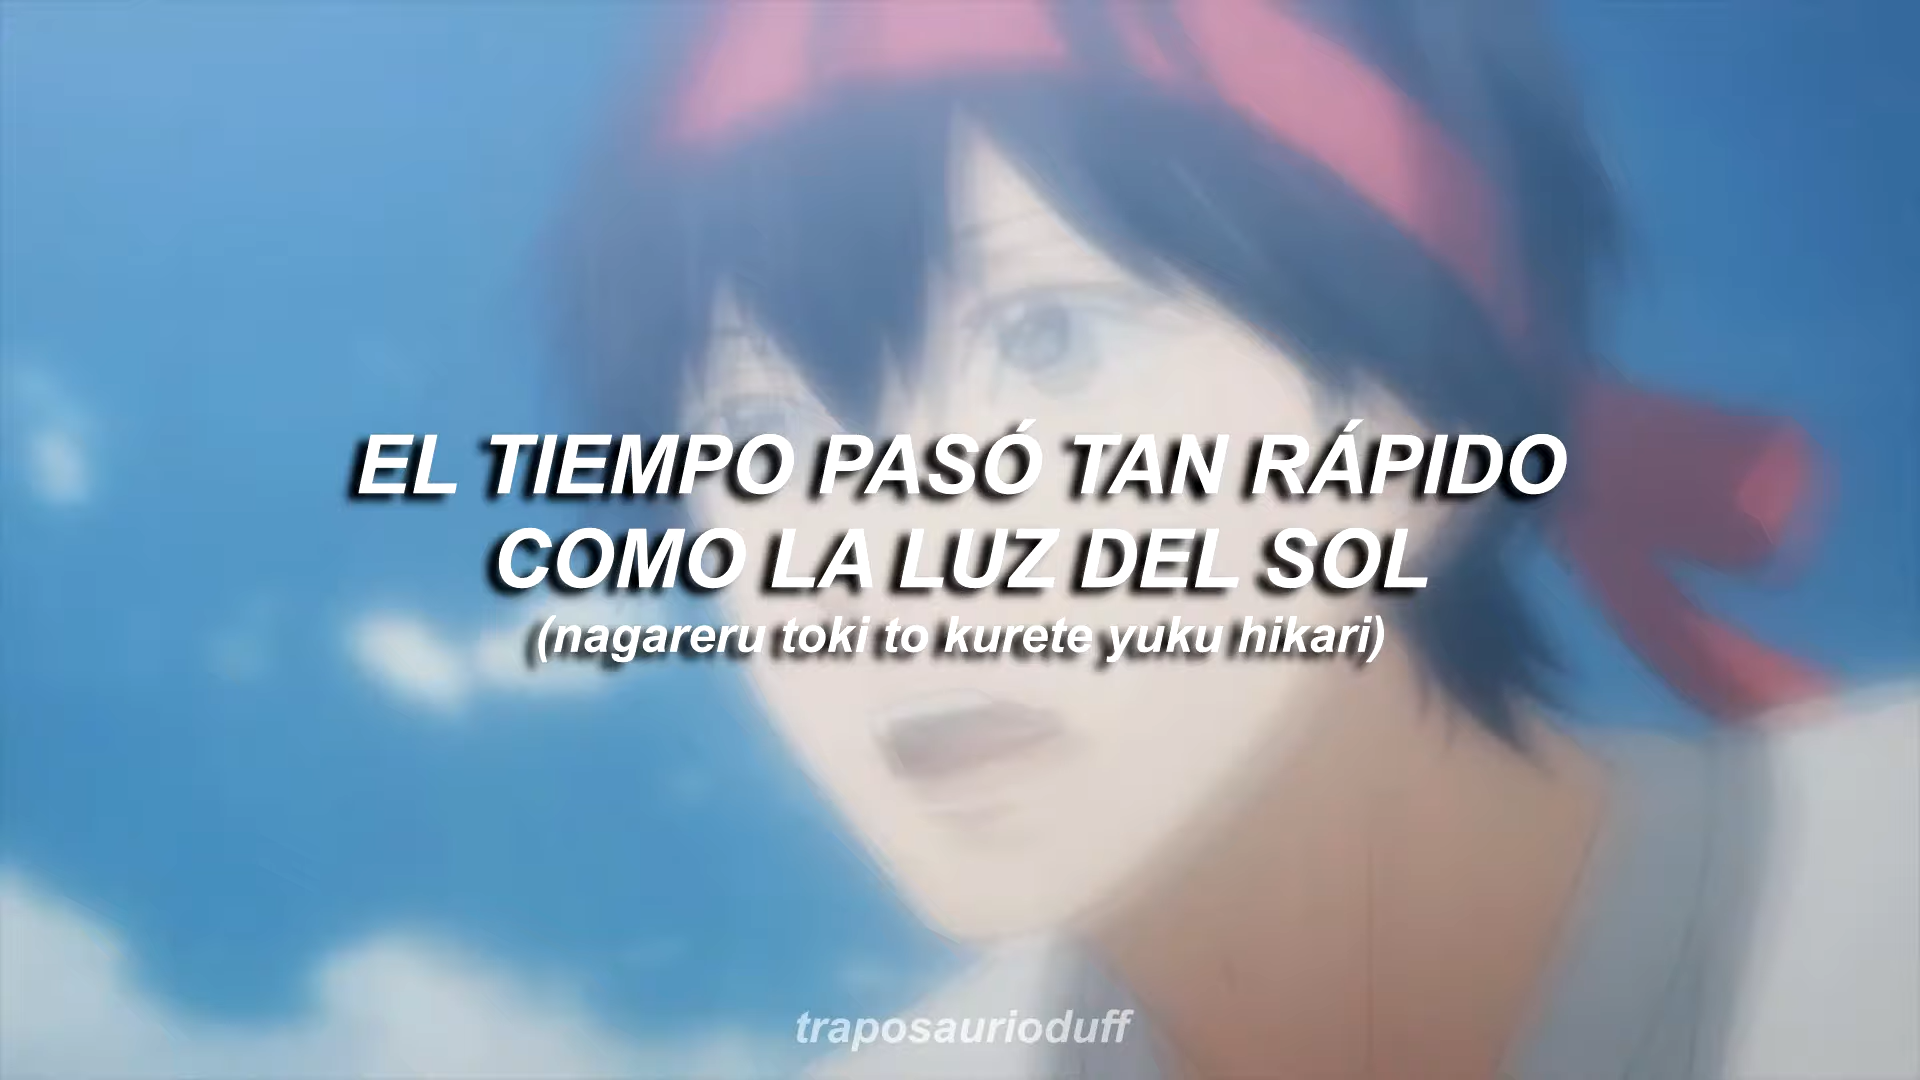 EL TIEMPO PASÓ TAN RÁPIDO
COMO LA LUZ DEL SOL
(nagareru toki to kurete yuku hikari)
traposaurioduff